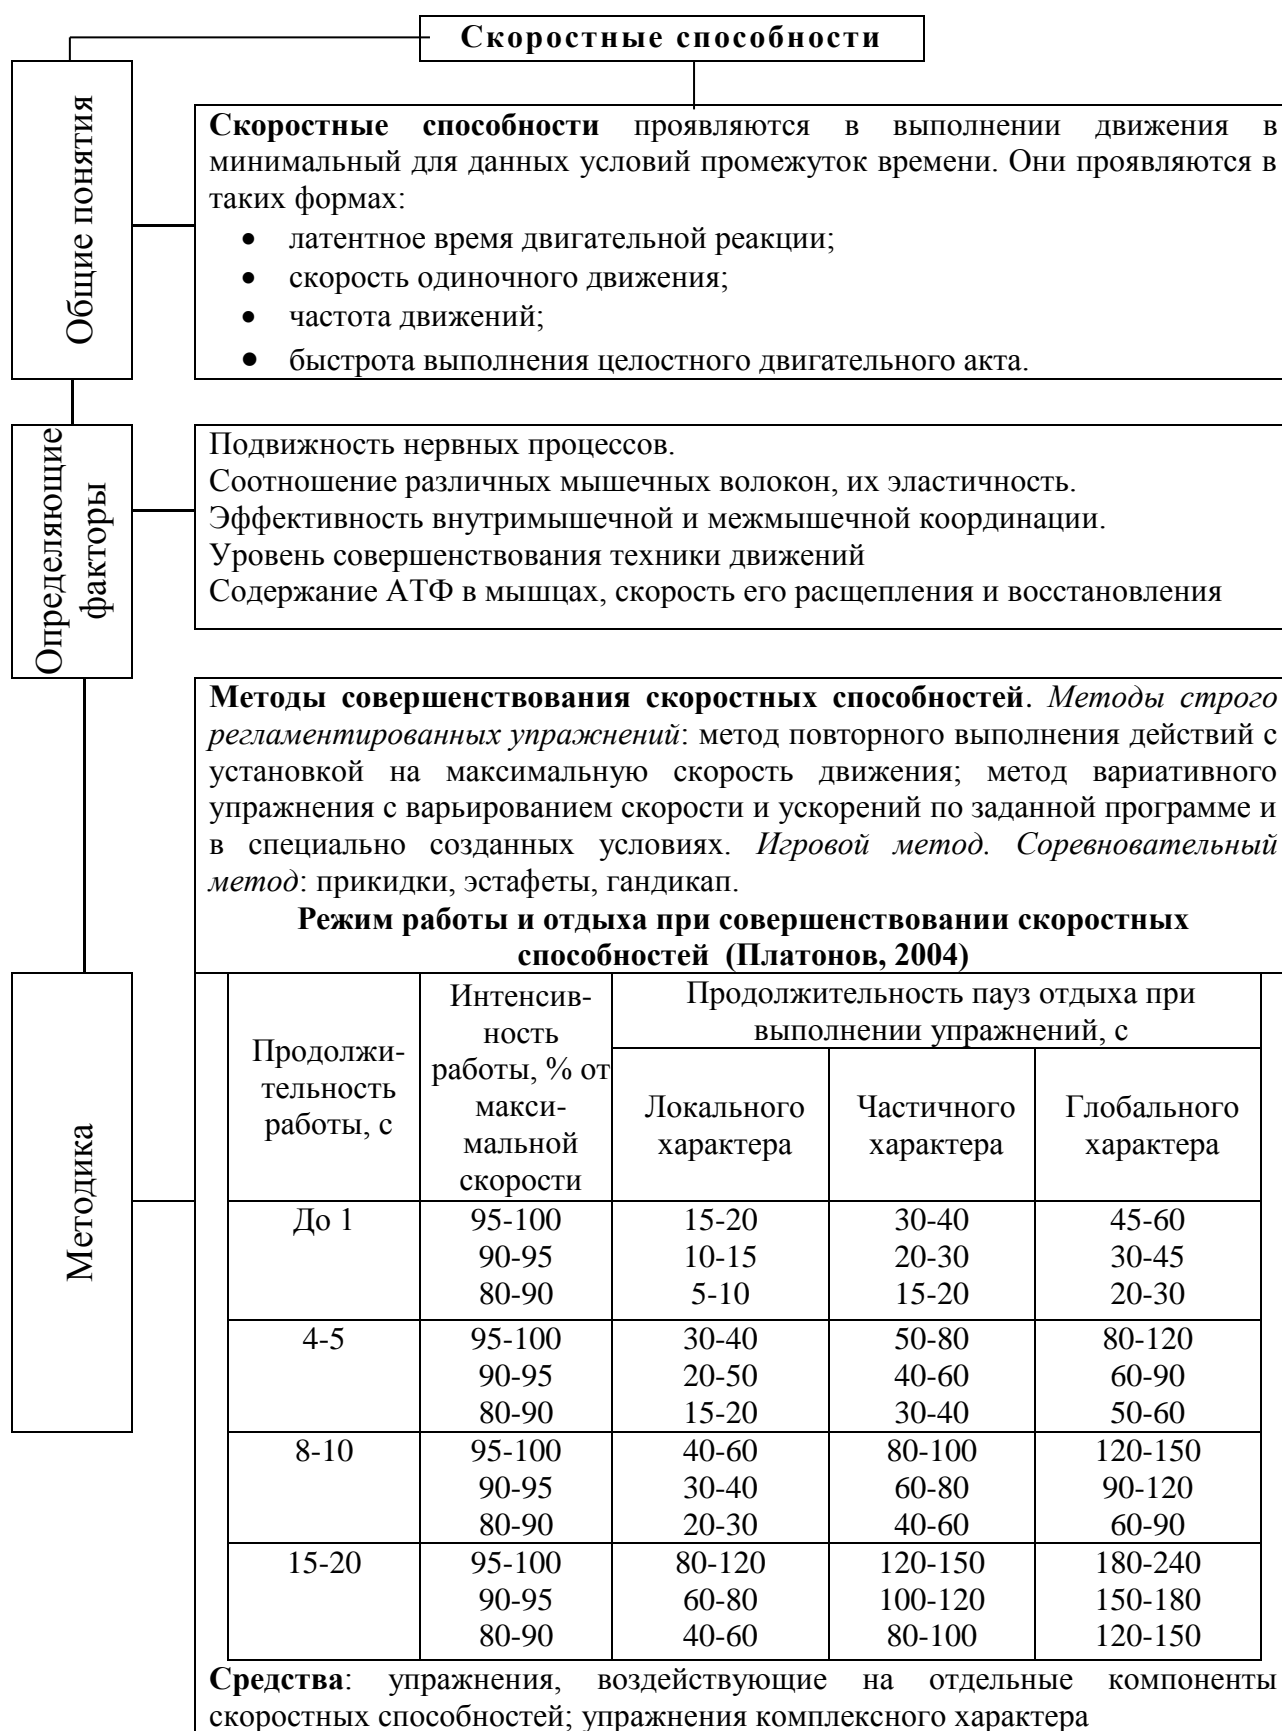 Скоростные способности
Общие понятия
Скоростные способности проявляются в выполнении движения в
минимальный для данных условий промежуток времени. Они проявляются в
таких формах:
• латентное время двигательной реакции;
• скорость одиночного движения;
• частота движений;
• быстрота выполнения целостного двигательного акта.
Определяющие
факторы
Подвижность нервных процессов.
Соотношение различных мышечных волокон, их эластичность.
Эффективность внутримышечной и межмышечной координации.
Уровень совершенствования техники движений
Содержание АТФ в мышцах, скорость его расщепления и восстановления
Методика
Методы совершенствования скоростных способностей. Методы строго
регламентированных упражнений: метод повторного выполнения действий с
установкой на максимальную скорость движения; метод вариативного
упражнения с варьированием скорости и ускорений по заданной программе и
в специально созданных условиях. Игровой метод. Соревновательный
метод: прикидки, эстафеты, гандикап.
Режим работы и отдыха при совершенствовании скоростных
способностей (Платонов, 2004)
Продолжи-
тельность
работы, с
Интенсив-
ность
работы, % от
макси-
мальной
скорости
Продолжительность пауз отдыха при
выполнении упражнений, с
Локального
характера
Частичного
характера
Глобального
характера
До 1 95-100 15-20 30-40 45-60
90-95 10-15 20-30 30-45
80-90 5-10 15-20 20-30
4-5 95-100 30-40 50-80 80-120
90-95 20-50 40-60 60-90
80-90 15-20 30-40 50-60
8-10 95-100 40-60 80-100 120-150
90-95 30-40 60-80 90-120
80-90 20-30 40-60 60-90
15-20 95-100 80-120 120-150 180-240
90-95 60-80 100-120 150-180
80-90 40-60 80-100 120-150
Средства: упражнения, воздействующие на отдельные компоненты
скоростных способностей; упражнения комплексного характера